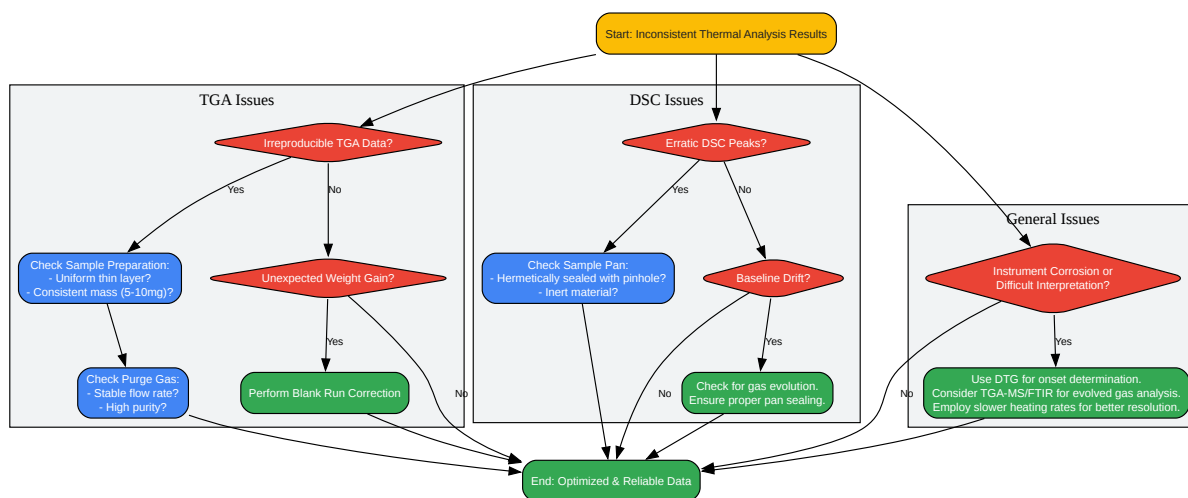 Start: Inconsistent Thermal Analysis Results
TGA Issues
Irreproducible TGA Data?
Yes
No
Check Sample Preparation:
- Uniform thin layer?
- Consistent mass (5-10mg)?
Unexpected Weight Gain?
Yes
No
Check Purge Gas:
- Stable flow rate?
- High purity?
Perform Blank Run Correction
DSC Issues
Erratic DSC Peaks?
Yes
No
Check Sample Pan:
- Hermetically sealed with pinhole?
- Inert material?
Baseline Drift?
Yes
No
Check for gas evolution.
Ensure proper pan sealing.
General Issues
Instrument Corrosion or
Difficult Interpretation?
Yes
No
Use DTG for onset determination.
Consider TGA-MS/FTIR for evolved gas analysis.
Employ slower heating rates for better resolution.
End: Optimized & Reliable Data